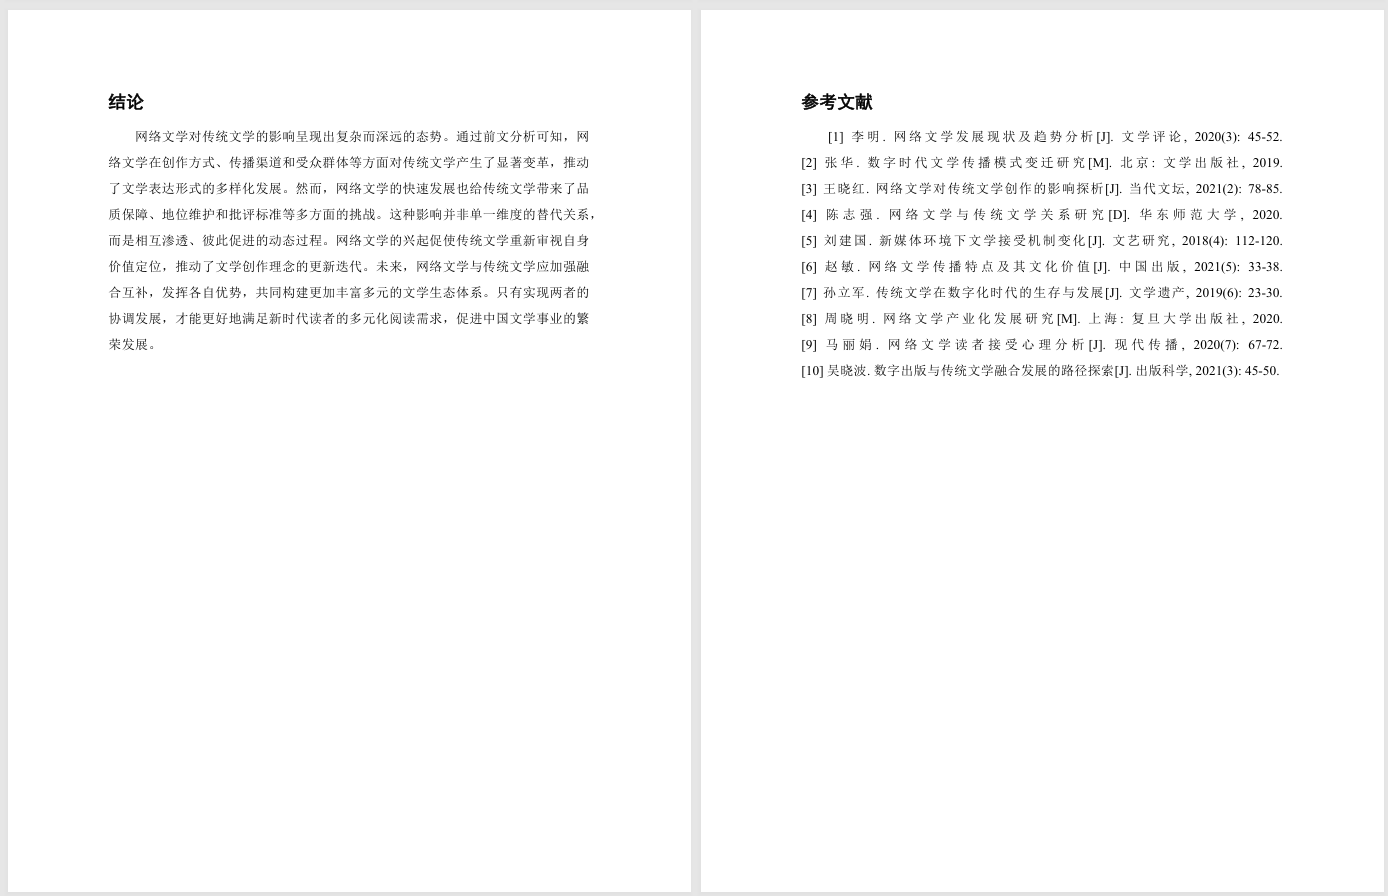 结论
网络文学对传统文学的影响呈现出复杂而深远的态势。通过前文分析可知，网
络文学在创作方式、传播渠道和受众群体等方面对传统文学产生了显著变革，推动
了文学表达形式的多样化发展。然而，网络文学的快速发展也给传统文学带来了品
质保障、地位维护和批评标准等多方面的挑战。这种影响并非单一维度的替代关系，
而是相互渗透、彼此促进的动态过程。网络文学的兴起促使传统文学重新审视自身
价值定位，推动了文学创作理念的更新迭代。未来，网络文学与传统文学应加强融
合互补，发挥各自优势，共同构建更加丰富多元的文学生态体系。只有实现两者的
协调发展，才能更好地满足新时代读者的多元化阅读需求，促进中国文学事业的繁
荣发展。
参考文献
[1] 李明. 网络文学发展现状及趋势分析[J]. 文学评论, 2020(3): 45-52.
[2] 张华. 数字时代文学传播模式变迁研究[M]. 北京: 文学出版社, 2019.
[3] 王晓红. 网络文学对传统文学创作的影响探析[J]. 当代文坛, 2021(2): 78-85.
[4] 陈志强. 网络文学与传统文学关系研究[D]. 华东师范大学, 2020.
[5] 刘建国. 新媒体环境下文学接受机制变化[J]. 文艺研究, 2018(4): 112-120.
[6] 赵敏. 网络文学传播特点及其文化价值[J]. 中国出版, 2021(5): 33-38.
[7] 孙立军. 传统文学在数字化时代的生存与发展[J]. 文学遗产, 2019(6): 23-30.
[8] 周晓明. 网络文学产业化发展研究[M]. 上海: 复旦大学出版社, 2020.
[9] 马丽娟. 网络文学读者接受心理分析[J]. 现代传播, 2020(7): 67-72.
[10] 吴晓波. 数字出版与传统文学融合发展的路径探索[J]. 出版科学, 2021(3): 45-50.